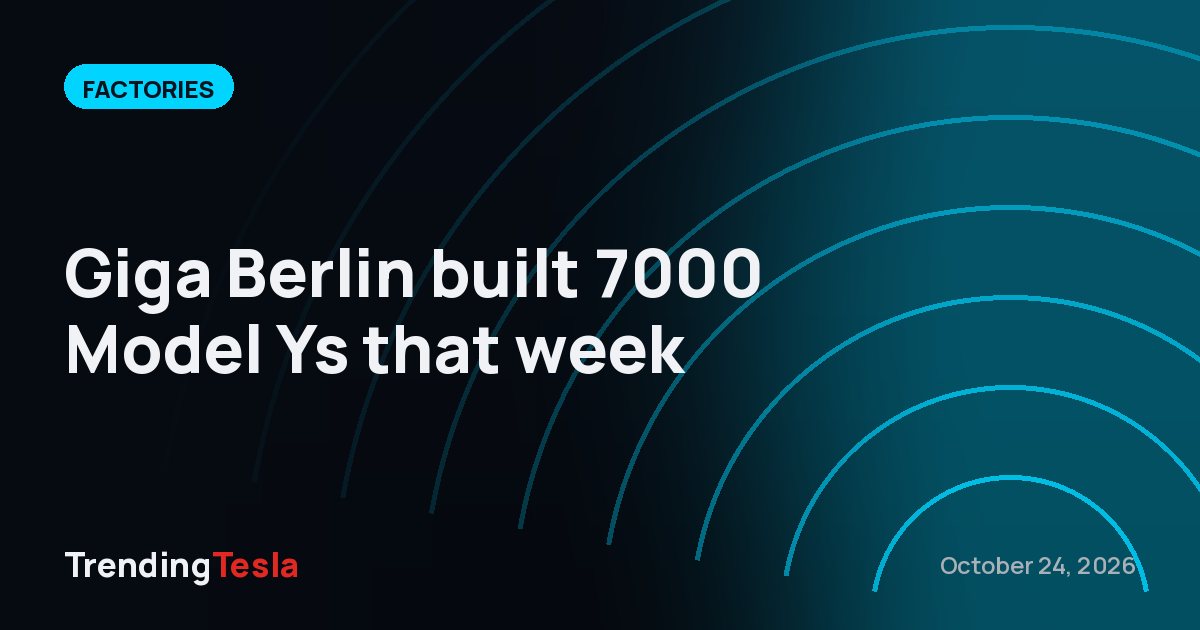 FACTORIES
Giga Berlin built 7000
Model Ys that week
TrendingTesla
October 24, 2026